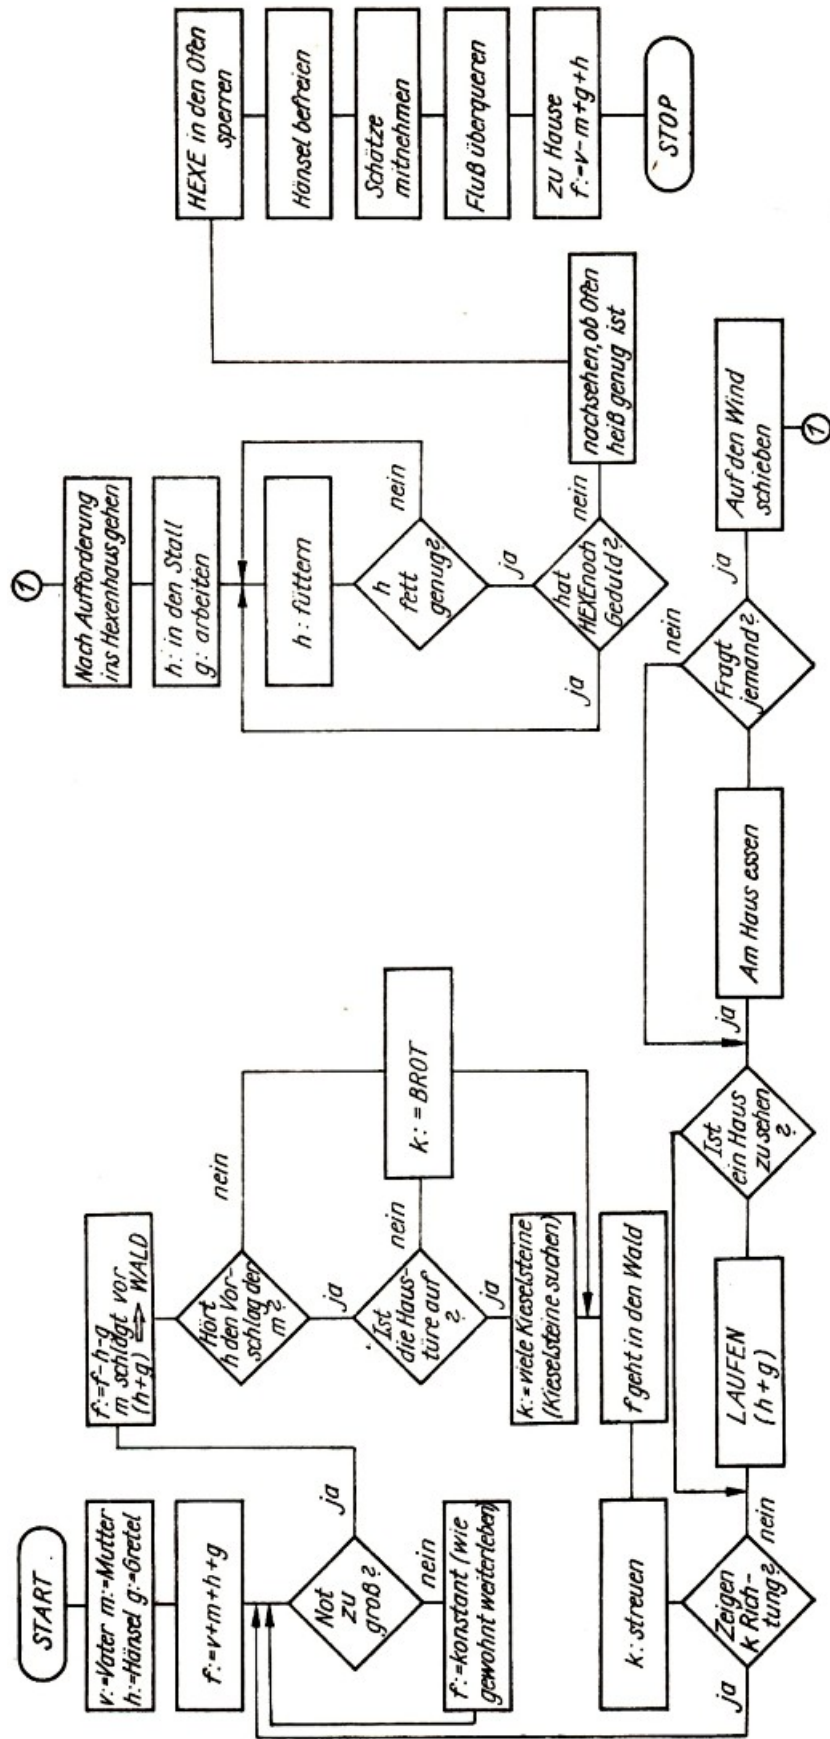 START
v:=Vater m:=Mutter
h:=Hänsel g:=Gretel
f:=v+m+h+g
Not
zu
groß?
ja
nein
f:=konstant (wie
gewohnt weiterleben)
f:=f-h-g
m schlägt vor
(h+g) ⇒ WALD
Hört
h den Vor-
schlag der
m?
nein
ja
Ist
die Haus-
türe auf
?
nein
ja
k:=BROT
k:=viele Kieselsteine
(Kieselsteine suchen)
f geht in den Wald
k: streuen
Zeigen
k Rich-
tung?
ja
nein
LAUFEN
(h+g)
Ist
ein Haus
zu sehen
?
ja
Am Haus essen
Fragt
jemand?
nein
ja
Auf den Wind
schieben
1
1
Nach Aufforderung
ins Hexenhaus gehen
h: in den Stall
g: arbeiten
h: füttern
h
fett
genug?
nein
ja
hat
HEXE noch
Geduld?
ja
nein
nachsehen, ob Ofen
heiß genug ist
HEXE in den Ofen
sperren
Hänsel befreien
Schätze
mitnehmen
Fluß überqueren
zu Hause
f:=v-m+g+h
STOP